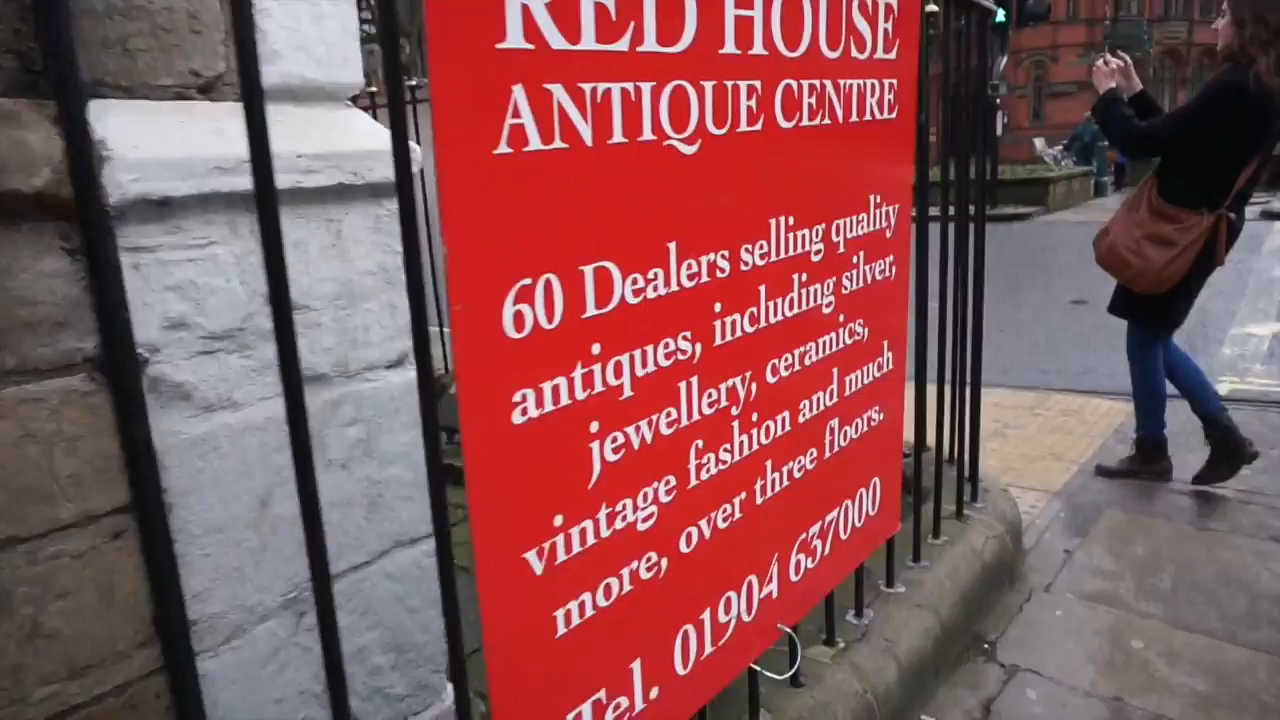 RED HOUSE
ANTIQUE CENTRE
60 Dealers selling quality
antiques, including silver,
jewellery, ceramics,
vintage fashion and much
more, over three floors.
Tel. 01904 637000